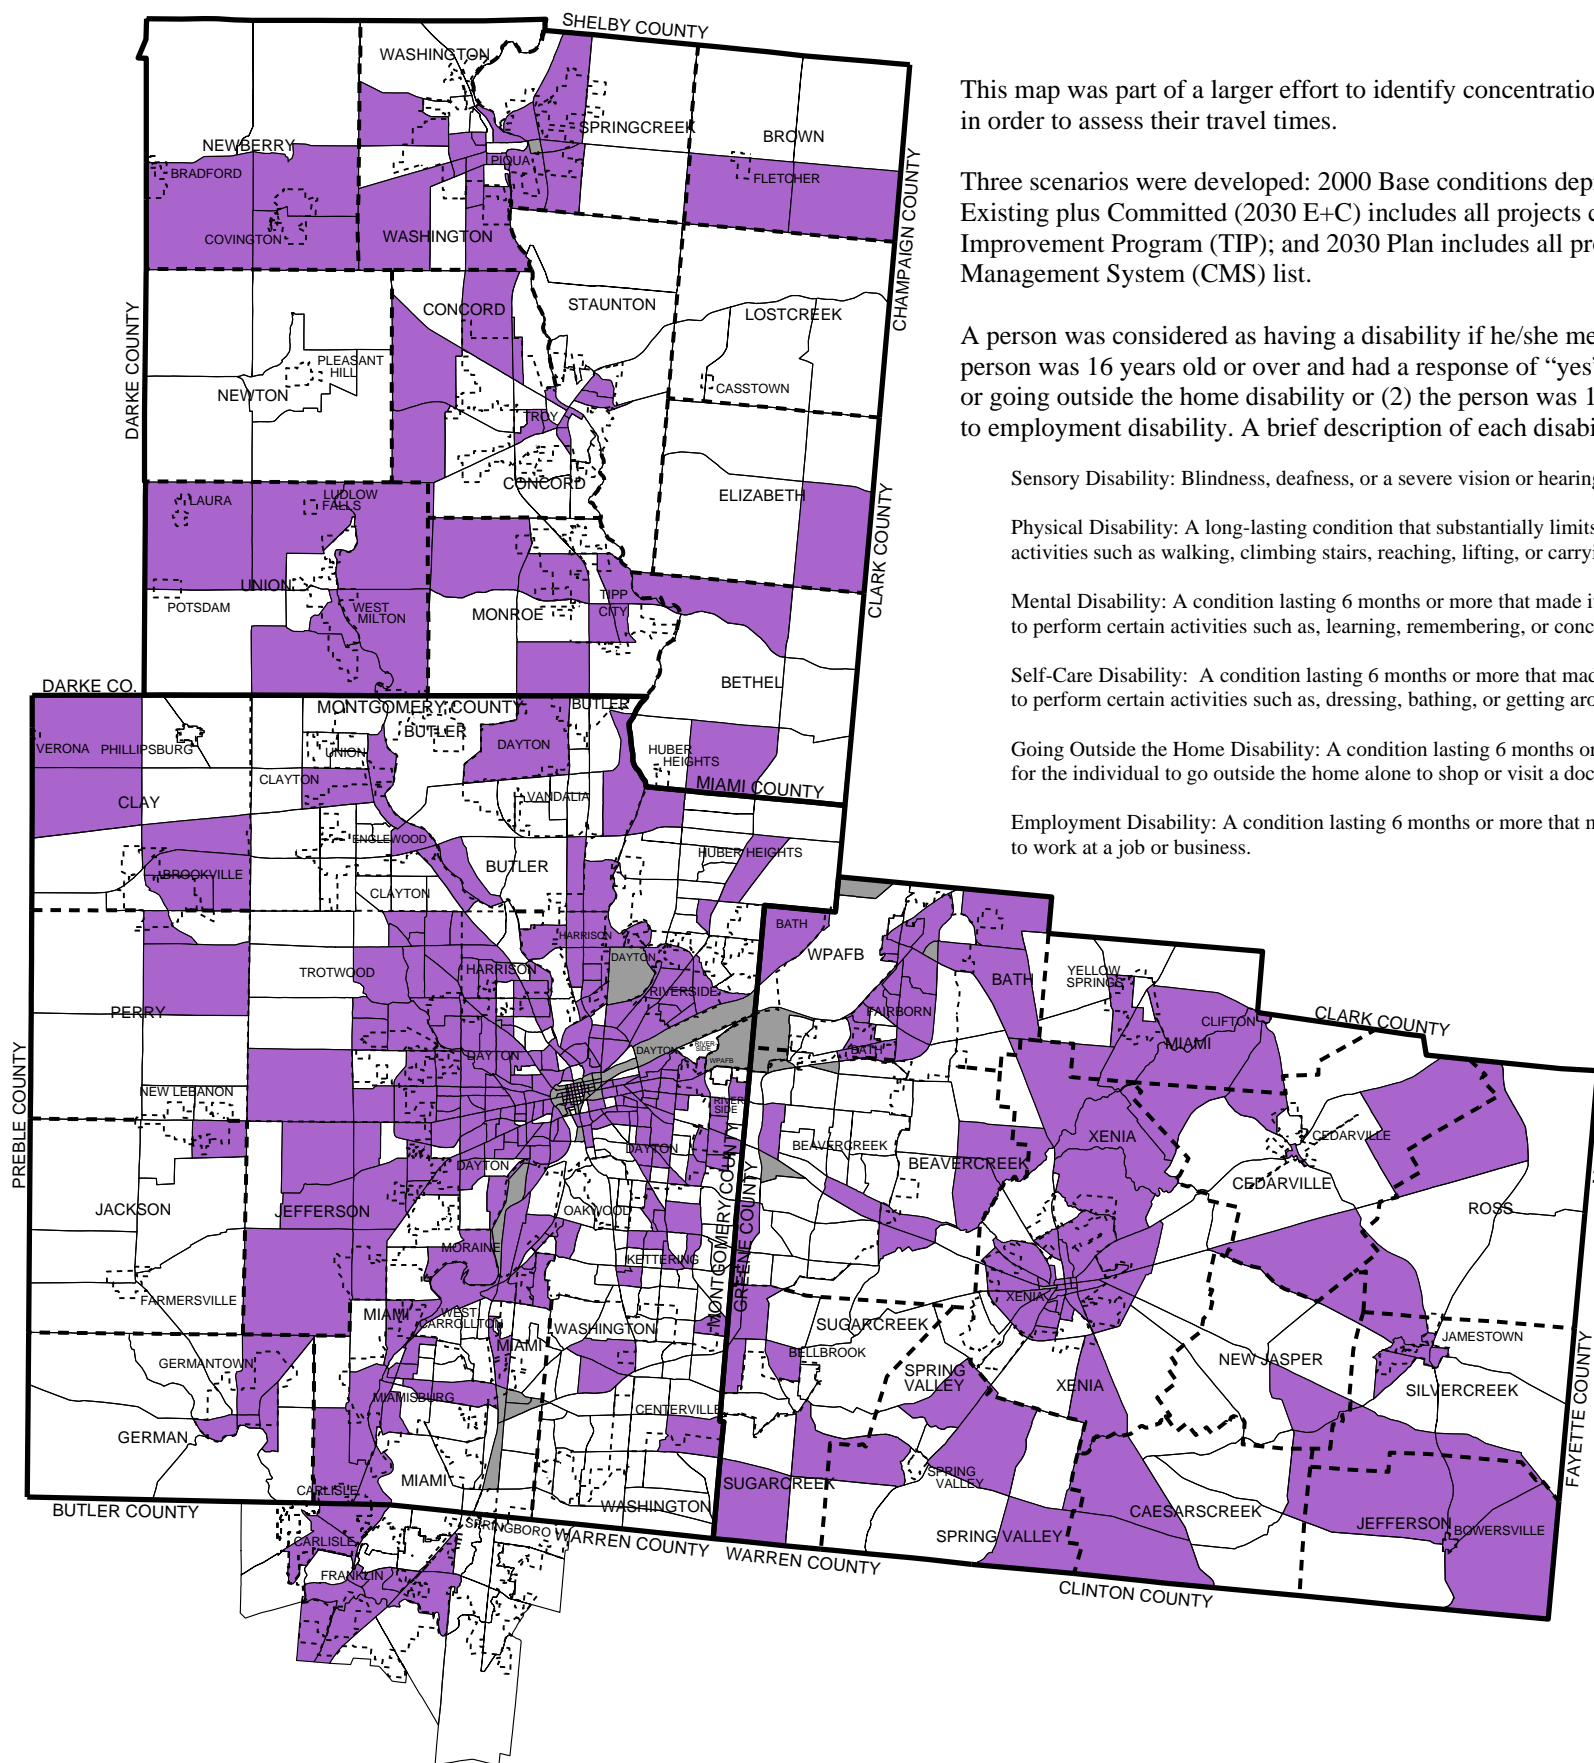 SHELBY COUNTY
WASHINGTON
SPRINGCREEK
BROWN
NEWBERRY
PIQUA
BRADFORD
FLETCHER
COVINGTON
WASHINGTON
CHAMPAIGN COUNTY
CONCORD
STAUNTON
LOSTCREEK
DARKE COUNTY
PLEASANT
HILL
NEWTON
CASSTOWN
TROY
CONCORD
ELIZABETH
LAURA
LUDLOW
FALLS
CLARK COUNTY
UNION
POTSDAM
WEST
MILTON
MONROE
TIPP
CITY
BETHEL
DARKE CO.
MONTGOMERY COUNTY
BUTLER
BUTLER
VERONA
PHILLIPSBURG
UNION
DAYTON
HUBER
HEIGHTS
CLAYTON
MIAMI COUNTY
CLAY
VANDALIA
ENGLEWOOD
HUBER HEIGHTS
BROOKVILLE
CLAYTON
BUTLER
This map was part of a larger effort to identify concentratio
in order to assess their travel times.
Three scenarios were developed: 2000 Base conditions dep
Existing plus Committed (2030 E+C) includes all projects c
Improvement Program (TIP); and 2030 Plan includes all pro
Management System (CMS) list.
A person was considered as having a disability if he/she me
person was 16 years old or over and had a response of “yes”
or going outside the home disability or (2) the person was 1
to employment disability. A brief description of each disabi
Sensory Disability: Blindness, deafness, or a severe vision or hearing
Physical Disability: A long-lasting condition that substantially limits
activities such as walking, climbing stairs, reaching, lifting, or carryi
Mental Disability: A condition lasting 6 months or more that made i
to perform certain activities such as, learning, remembering, or conc
Self-Care Disability:  A condition lasting 6 months or more that mad
to perform certain activities such as, dressing, bathing, or getting aro
Going Outside the Home Disability: A condition lasting 6 months or
for the individual to go outside the home alone to shop or visit a doc
Employment Disability: A condition lasting 6 months or more that m
to work at a job or business.
BATH
HARRISON
DAYTON
WPAFB
TROTWOOD
HARRISON
RIVERSIDE
BATH
YELLOW
SPRINGS
PERRY
FAIRBORN
CLIFTON
CLARK COUNTY
MIAMI
DAYTON
DAYTON
RIVER
SIDE
WPAFB
BATH
PREBLE COUNTY
NEW LEBANON
RIVER
SIDE
XENIA
CEDARVILLE
DAYTON
DAYTON
BEAVERCREEK
BEAVERCREEK
CEDARVILLE
JACKSON
JEFFERSON
OAKWOOD
ROSS
MORAINE
KETTERING
MONTGOMERY COUNTY
GREENE COUNTY
FARMERSVILLE
XENIA
MIAMI
WEST
CARROLLTON
WASHINGTON
SUGARCREEK
MIAMI
BELLBROOK
JAMESTOWN
GERMANTOWN
SPRING
VALLEY
XENIA
NEW JASPER
SILVERCREEK
MIAMISBURG
CENTERVILLE
FAYETTE COUNTY
GERMAN
MIAMI
SUGARCREEK
SPRING
VALLEY
CARLISLE
WASHINGTON
CAESARSCREEK
BUTLER COUNTY
JEFFERSON
BOWERSVILLE
SPRINGBORO
WARREN COUNTY
SPRING VALLEY
CARLISLE
WARREN COUNTY
FRANKLIN
CLINTON COUNTY